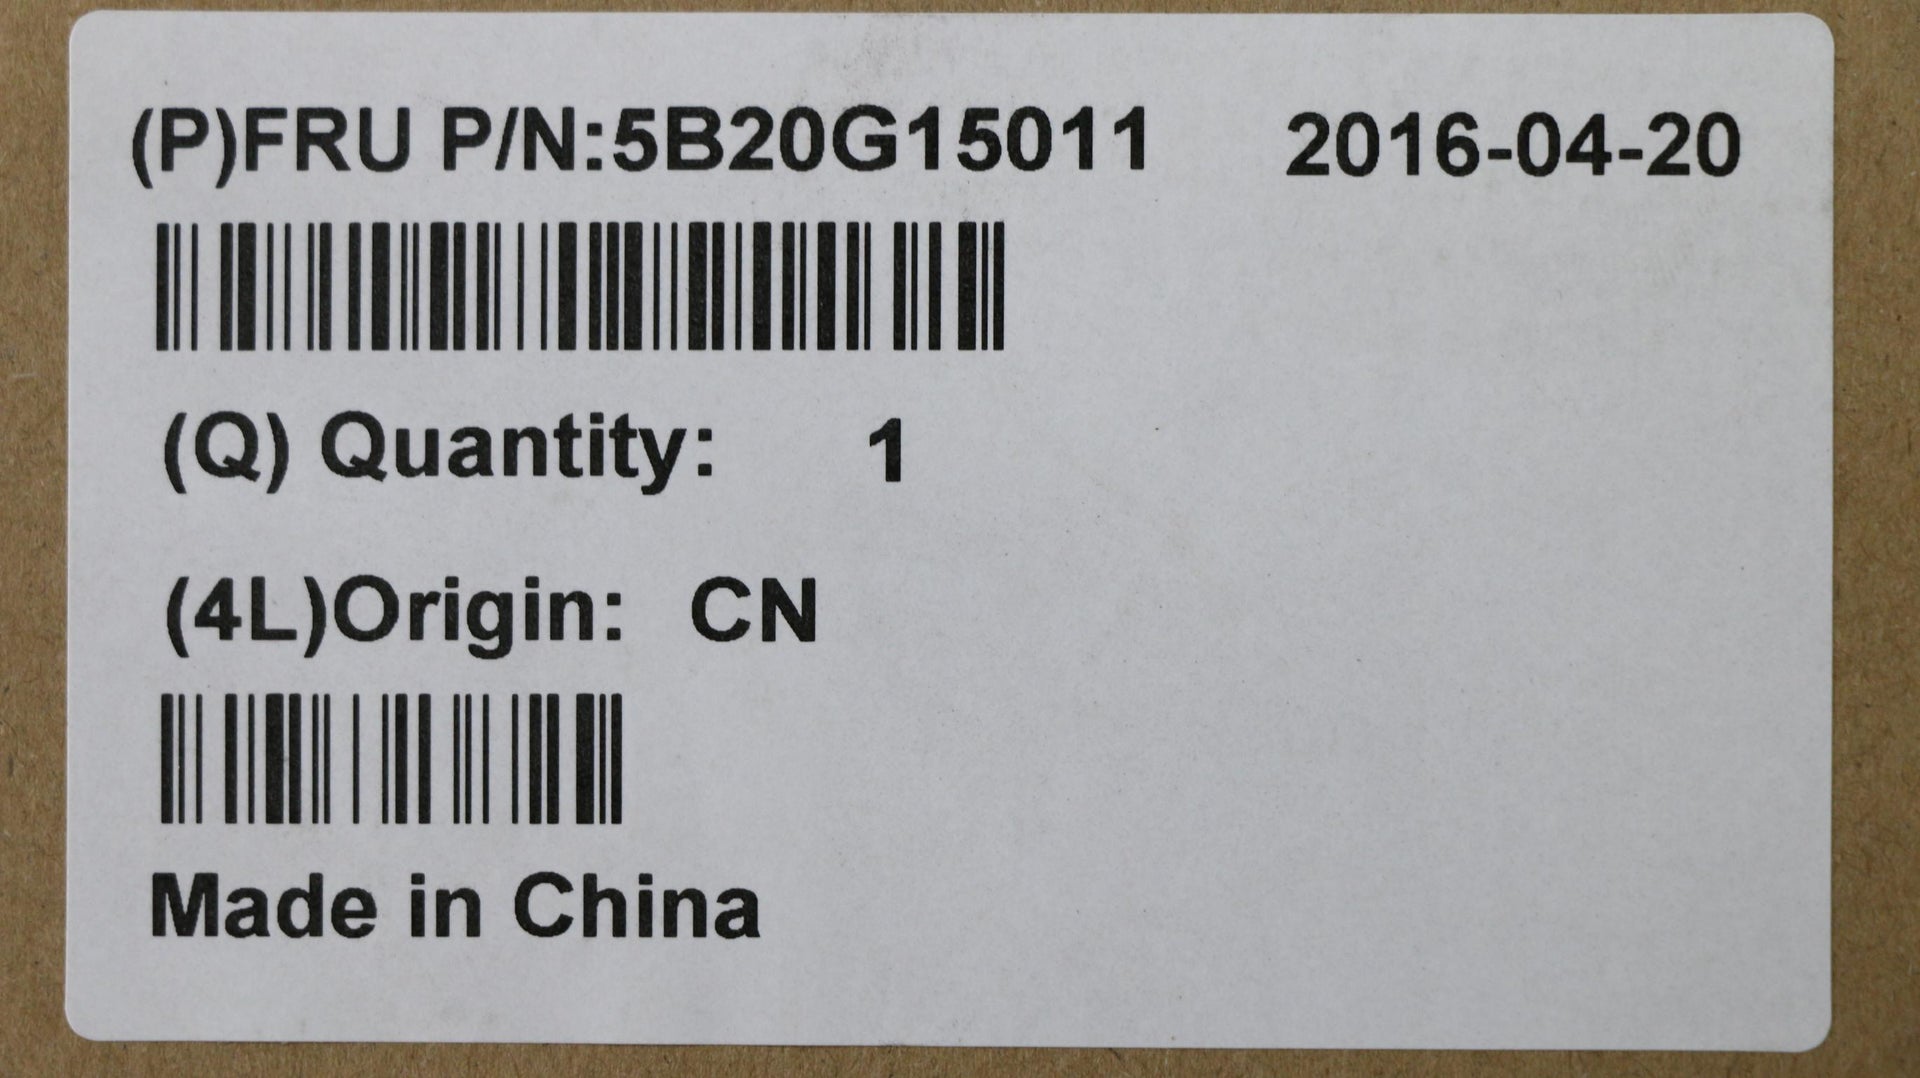 (P)FRU P/N:5B20G15011 2016-04-20
(Q) Quantity: 1
(4L)Origin: CN
Made in China